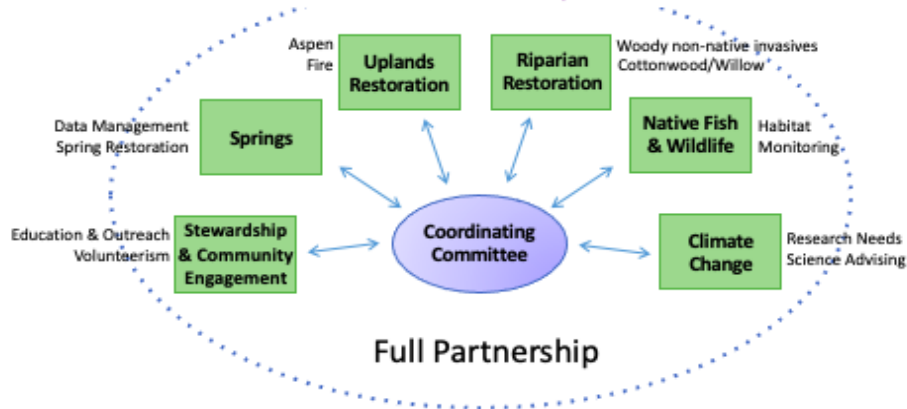 Aspen
Fire
Uplands
Restoration
Riparian
Restoration
Woody non-native invasives
Cottonwood/Willow
Data Management
Spring Restoration
Springs
Native Fish
& Wildlife
Habitat
Monitoring
Education & Outreach
Volunteerism
Stewardship
& Community
Engagement
Coordinating
Committee
Climate
Change
Research Needs
Science Advising
Full Partnership